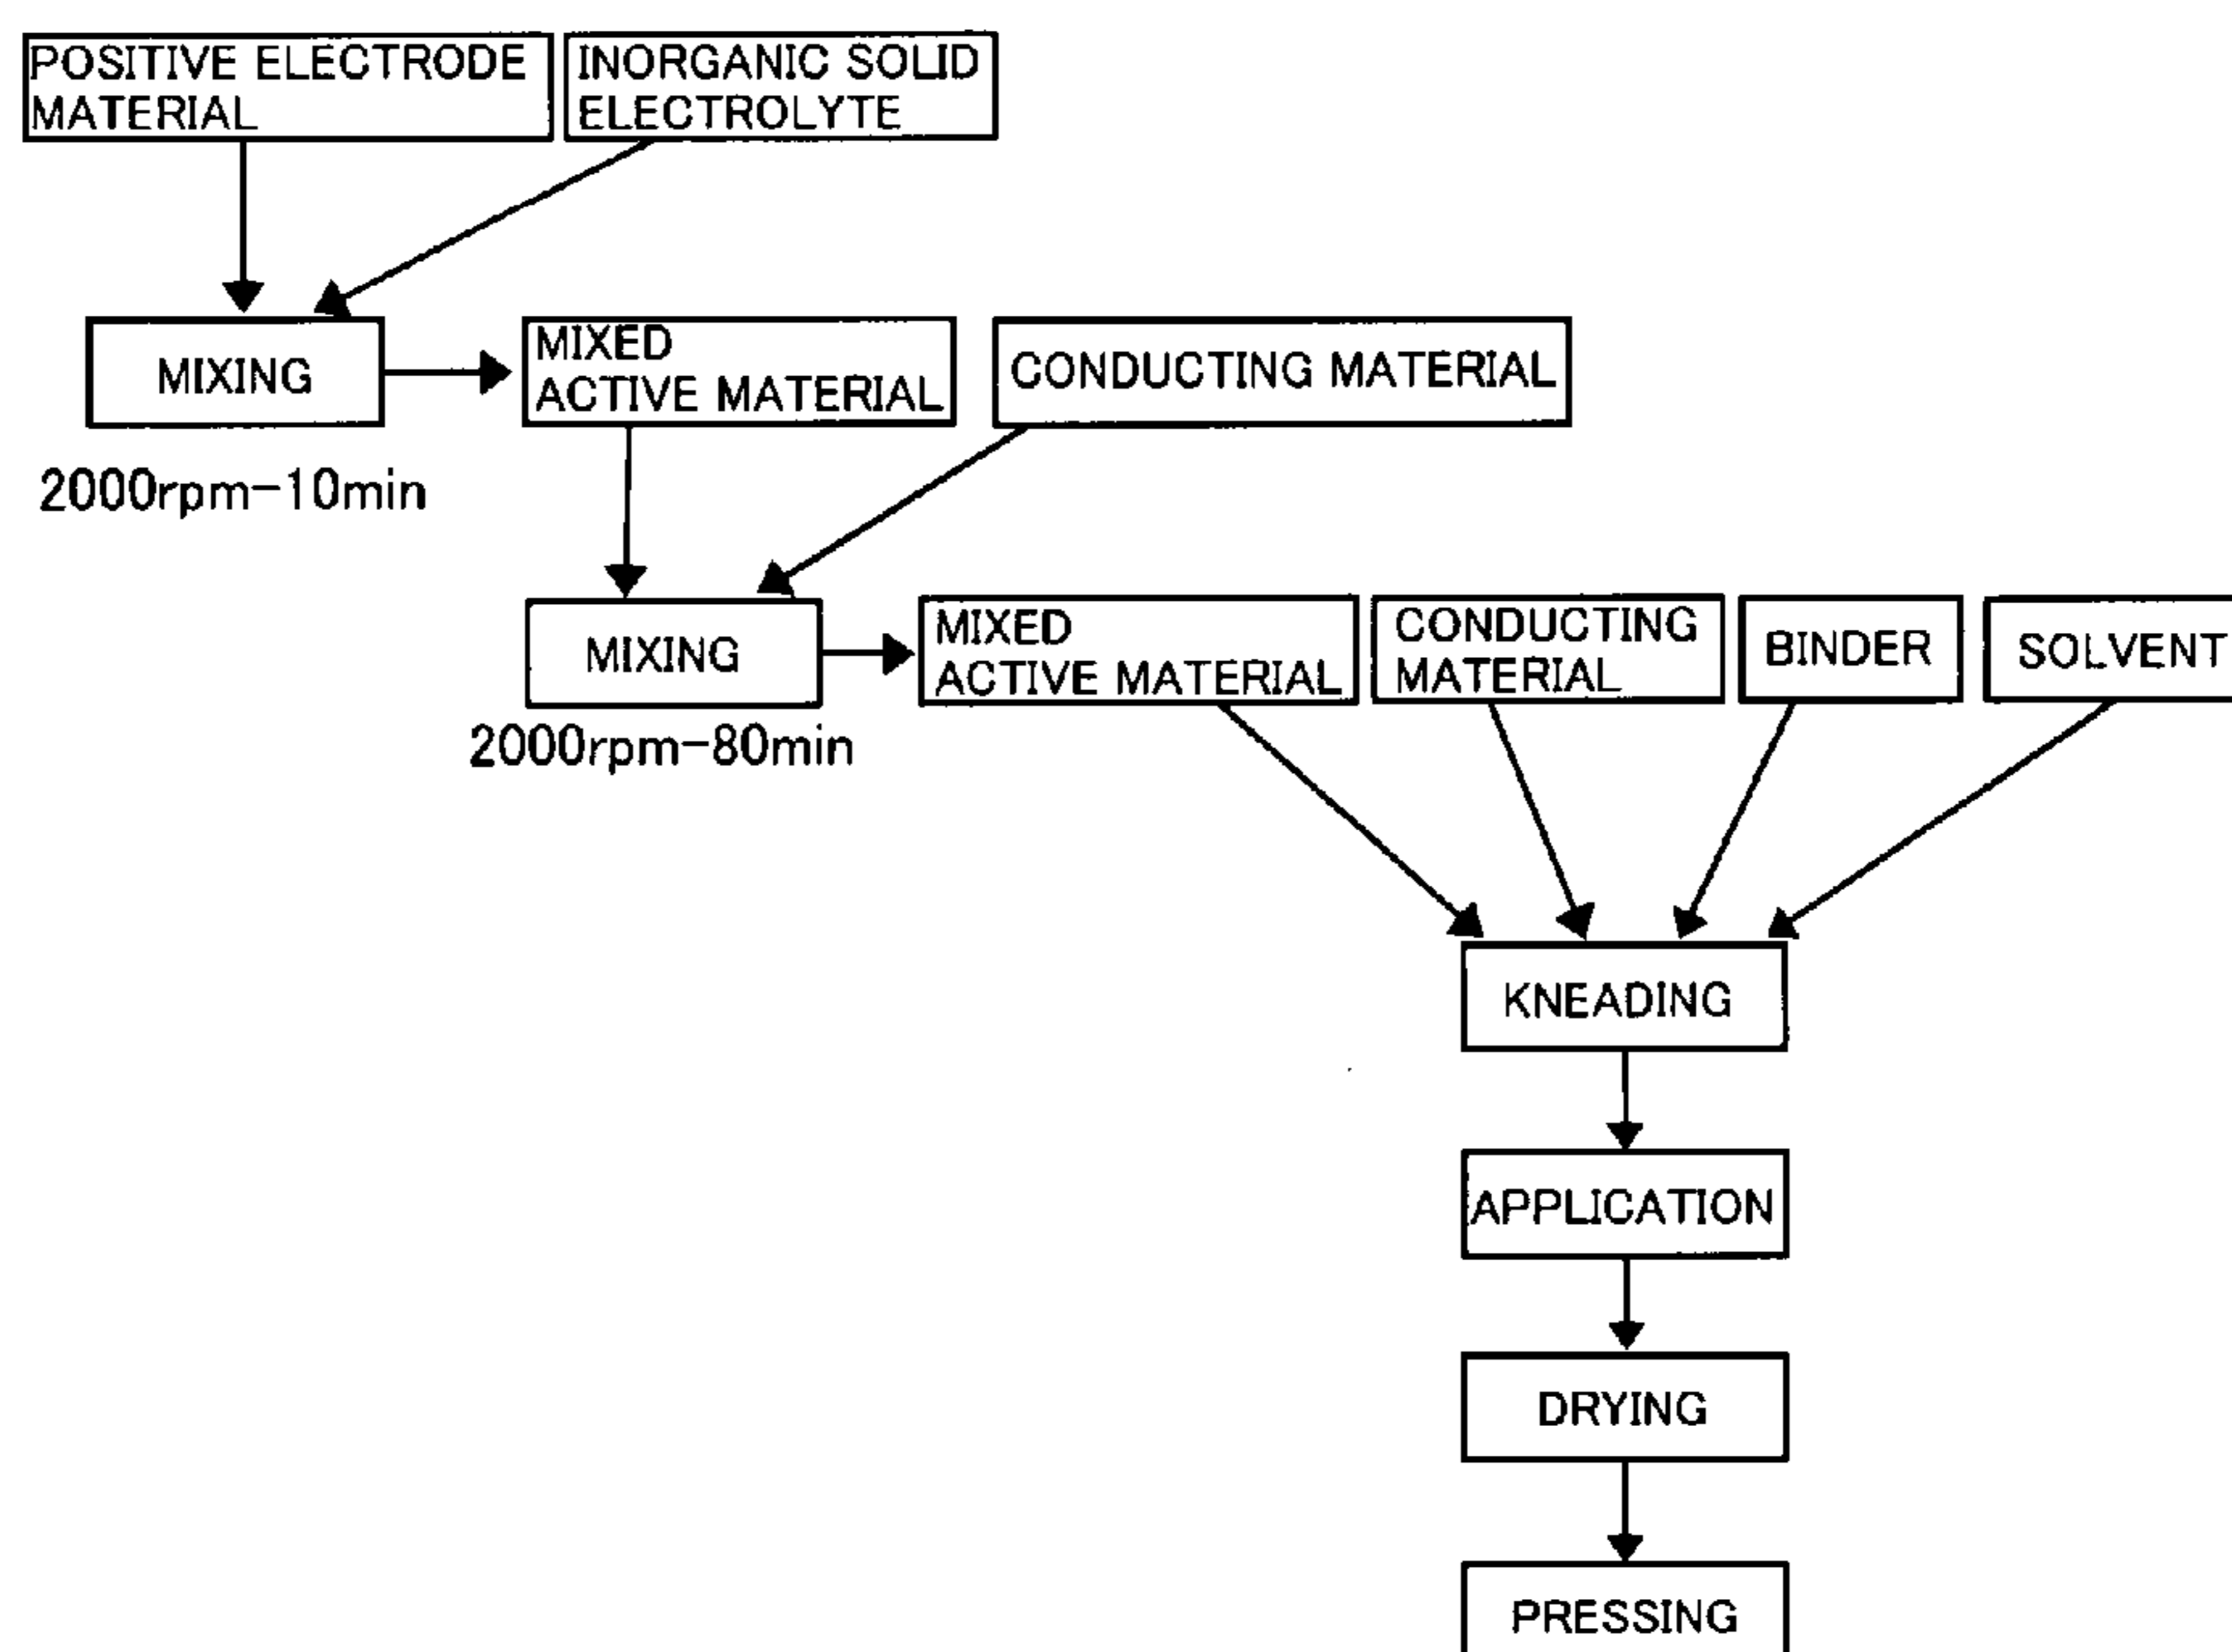 POSITIVE ELECTRODE
MATERIAL
INORGANIC SOLID
ELECTROLYTE
MIXING
MIXED
ACTIVE MATERIAL
CONDUCTING MATERIAL
2000rpm-10min
MIXING
MIXED
ACTIVE MATERIAL
CONDUCTING
MATERIAL
BINDER
SOLVENT
2000rpm-80min
KNEADING
APPLICATION
DRYING
PRESSING